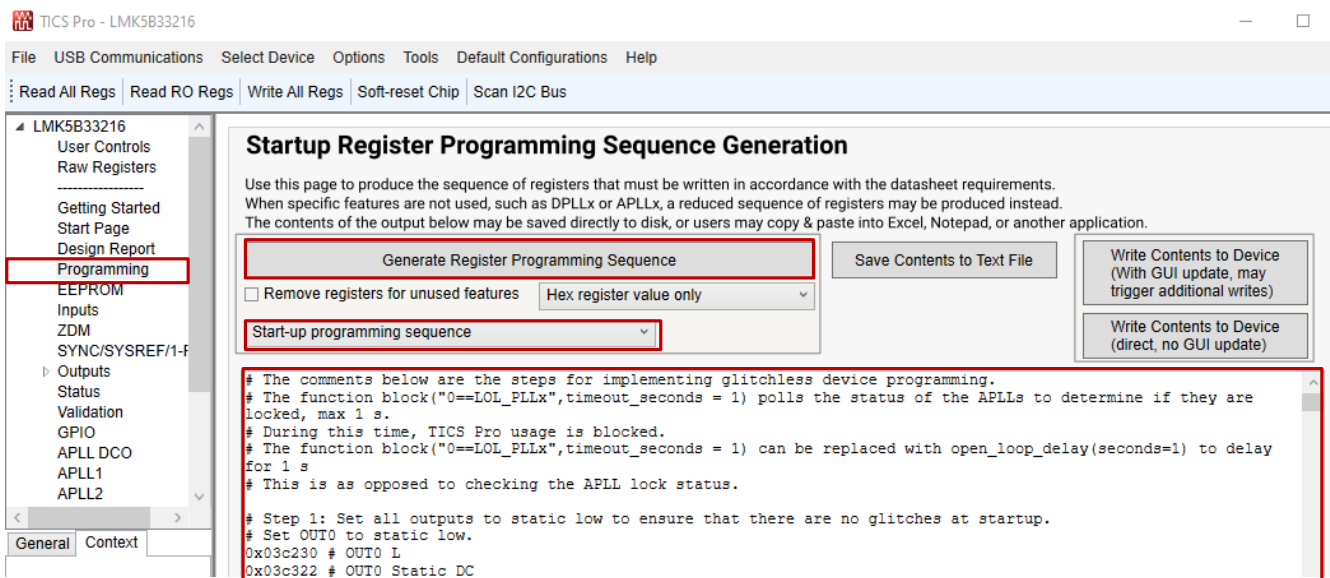 TICS Pro - LMK5B33216
File USB Communications Select Device Options Tools Default Configurations Help
Read All Regs Read RO Regs Write All Regs Soft-reset Chip Scan I2C Bus
LMK5B33216
User Controls
Raw Registers
-----------------
Getting Started
Start Page
Design Report
Programming
EEPROM
Inputs
ZDM
SYNC/SYSREF/1-F
Outputs
Status
Validation
GPIO
APLL DCO
APLL1
APLL2
General Context
Startup Register Programming Sequence Generation
Use this page to produce the sequence of registers that must be written in accordance with the datasheet requirements.
When specific features are not used, such as DPLLx or APLLx, a reduced sequence of registers may be produced instead.
The contents of the output below may be saved directly to disk, or users may copy & paste into Excel, Notepad, or another application.
Generate Register Programming Sequence
Remove registers for unused features Hex register value only
Start-up programming sequence
Save Contents to Text File
Write Contents to Device
(With GUI update, may
trigger additional writes)
Write Contents to Device
(direct, no GUI update)
# The comments below are the steps for implementing glitchless device programming.
# The function block("0==LOL_PLLx",timeout_seconds = 1) polls the status of the APLLs to determine if they are
locked, max 1 s.
# During this time, TICS Pro usage is blocked.
# The function block("0==LOL_PLLx",timeout_seconds = 1) can be replaced with open_loop_delay(seconds=1) to delay
for 1 s
# This is as opposed to checking the APLL lock status.
# Step 1: Set all outputs to static low to ensure that there are no glitches at startup.
# Set OUT0 to static low.
0x03c230 # OUT0 L
0x03c322 # OUT0 Static DC